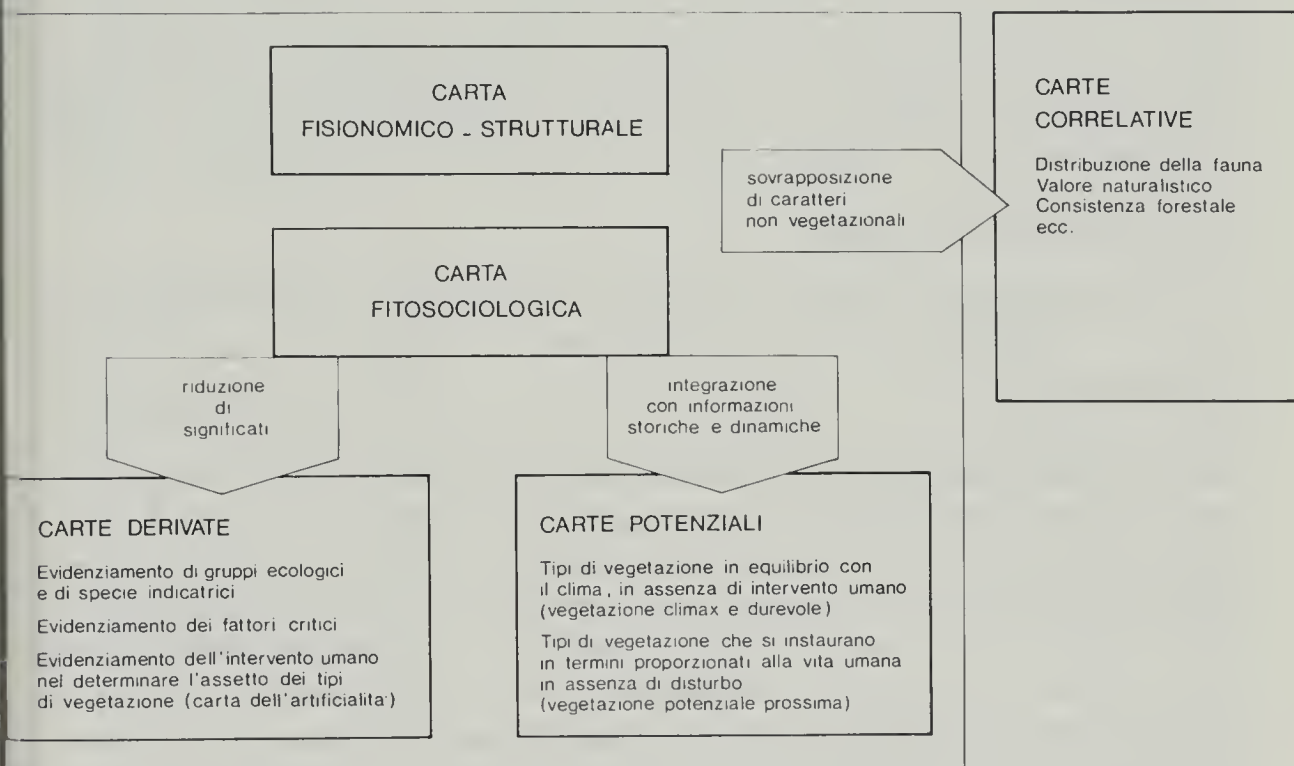 CARTA
FISIONOMICO - STRUTTURALE
CARTA
FITOSOCIOLOGICA
sovrapposizione
di caratteri
non vegetazionali
CARTE
CORRELATIVE
Distribuzione della fauna
Valore naturalistico
Consistenza forestale
ecc.
riduzione
di
significati
integrazione
con informazioni
storiche e dinamiche
CARTE DERIVATE
Evidenziamento di gruppi ecologici
e di specie indicatrici
Evidenziamento dei fattori critici
Evidenziamento dell'intervento umano
nel determinare l'assetto dei tipi
di vegetazione (carta dell'artificialita')
CARTE POTENZIALI
Tipi di vegetazione in equilibrio con
il clima, in assenza di intervento umano
(vegetazione climax e durevole)
Tipi di vegetazione che si instaurano
in termini proporzionati alla vita umana
in assenza di disturbo
(vegetazione potenziale prossima)